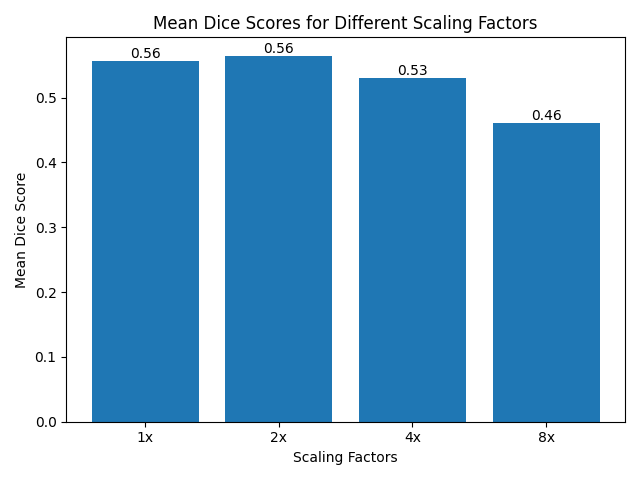 Mean Dice Scores for Different Scaling Factors
0.56
0.56
0.53
0.46
0.5
0.4
0.3
0.2
0.1
0.0
Mean Dice Score
1x 2x 4x 8x
Scaling Factors